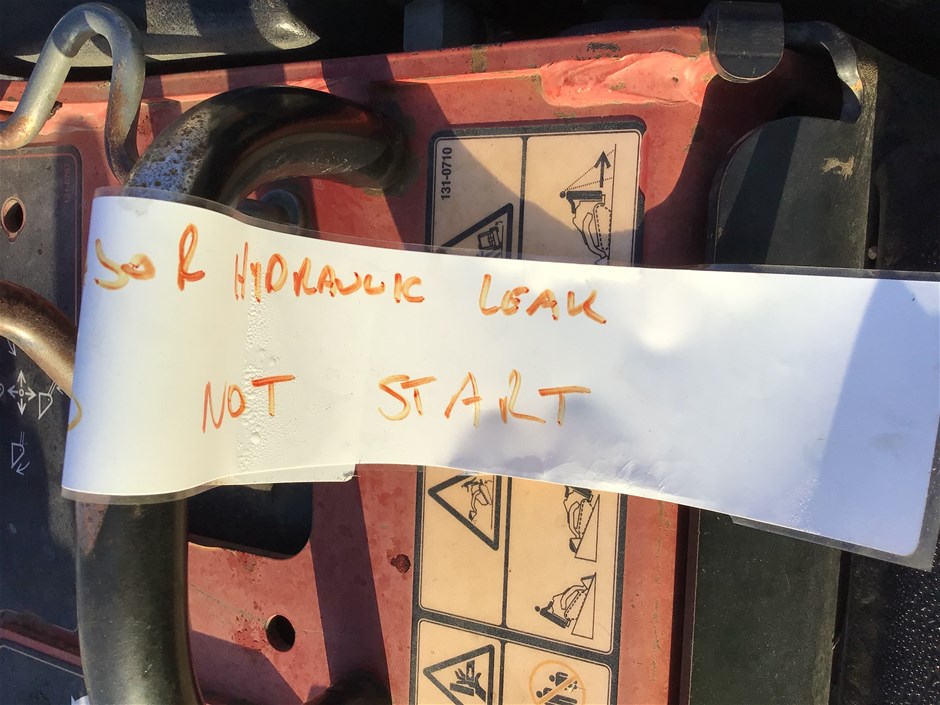 131-0710
R HYDRAULIC LEAK
NOT START